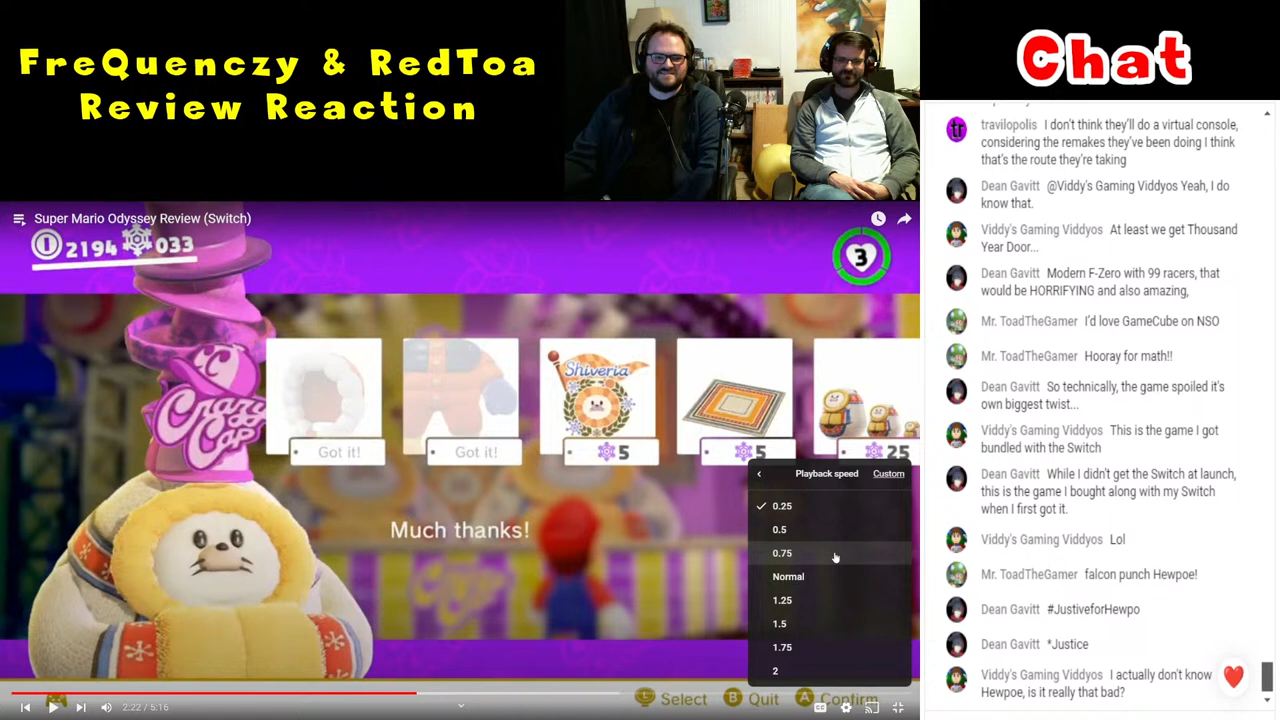 FreQuenczy & RedToa
Review Reaction
Chat
Super Mario Odyssey Review (Switch)
2194 033
3
Crazy
Cap
Shiveria
Got it!
Got it!
5
5
25
Much thanks!
Playback speed
Custom
0.25
0.5
0.75
Normal
1.25
1.5
1.75
2
L Select
B Quit
A Confirm
2:22 / 5:16
travilopolis I don't think they'll do a virtual console,
considering the remakes they've been doing I think
that's the route they're taking
Dean Gavitt @Viddy's Gaming Viddyos Yeah, I do
know that.
Viddy's Gaming Viddyos At least we get Thousand
Year Door...
Dean Gavitt Modern F-Zero with 99 racers, that
would be HORRIFYING and also amazing,
Mr. ToadTheGamer I'd love GameCube on NSO
Mr. ToadTheGamer Hooray for math!!
Dean Gavitt So technically, the game spoiled it's
own biggest twist...
Viddy's Gaming Viddyos This is the game I got
bundled with the Switch
Dean Gavitt While I didn't get the Switch at launch,
this is the game I bought along with my Switch
when I first got it.
Viddy's Gaming Viddyos Lol
Mr. ToadTheGamer falcon punch Hewpoe!
Dean Gavitt #JustiveforHewpo
Dean Gavitt *Justice
Viddy's Gaming Viddyos I actually don't know
Hewpoe, is it really that bad?